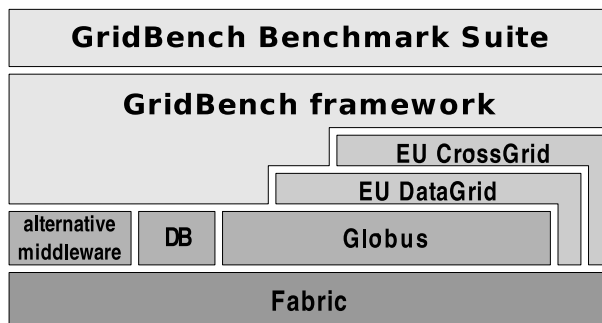 GridBench Benchmark Suite
GridBench framework
EU CrossGrid
EU DataGrid
alternative
middleware
DB
Globus
Fabric